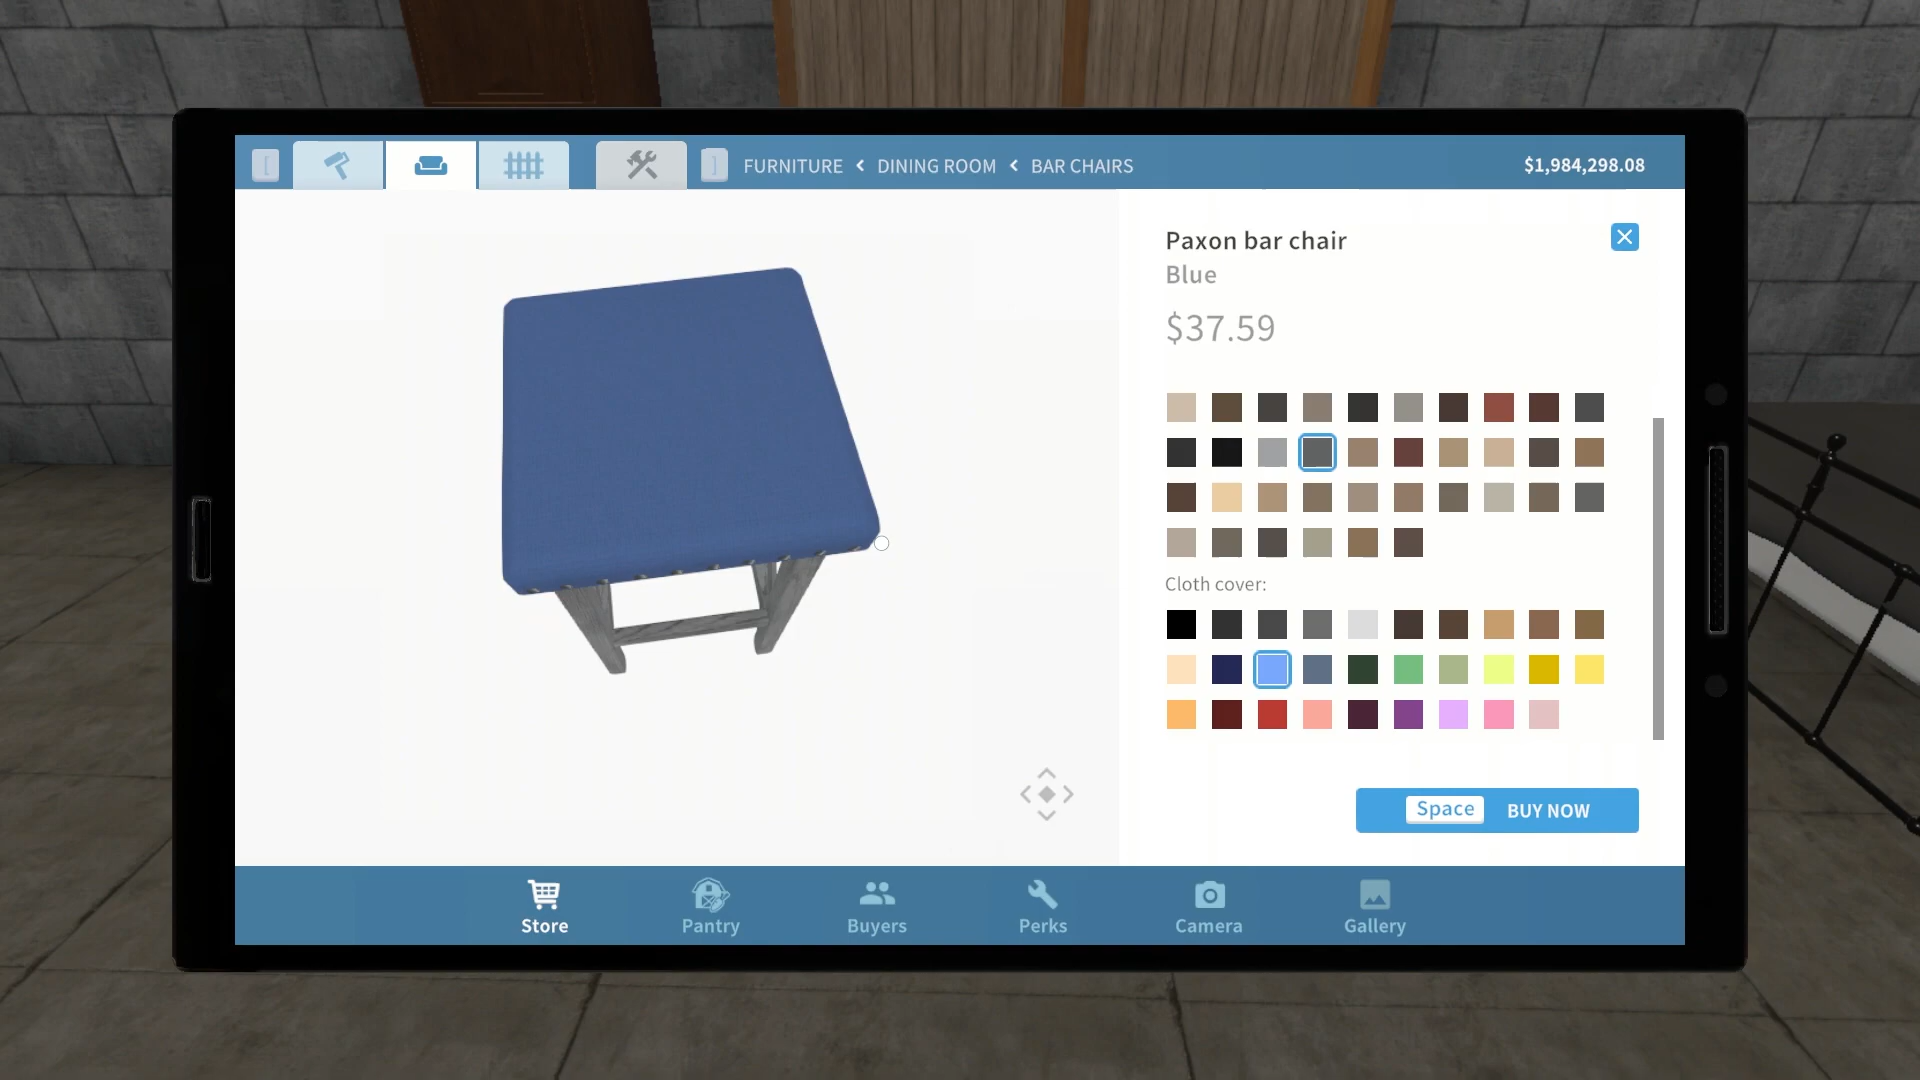 [
]
FURNITURE < DINING ROOM < BAR CHAIRS
$1,984,298.08
Paxon bar chair
Blue
$37.59
Cloth cover:
Space BUY NOW
Store
Pantry
Buyers
Perks
Camera
Gallery